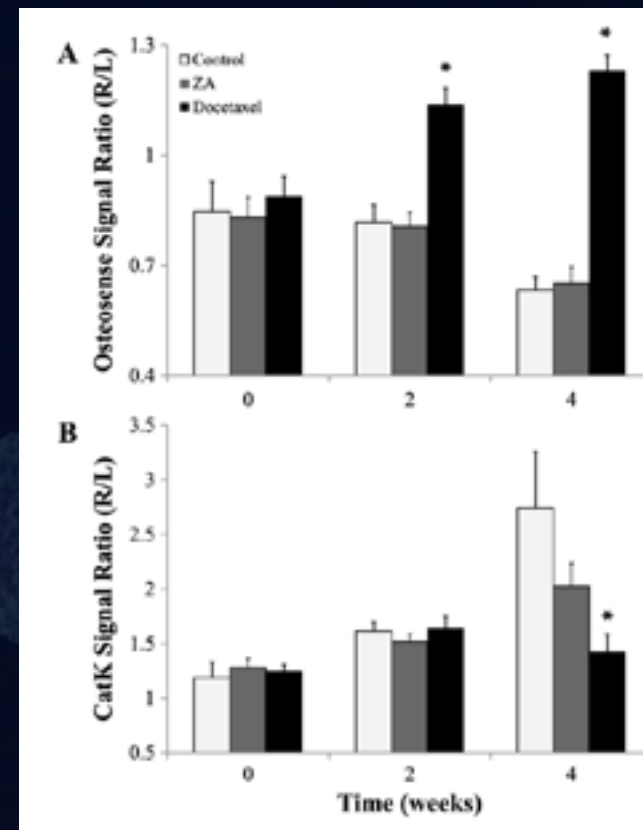 A
Osteosense Signal Ratio (R/L)
1.3
1
0.7
0.4
Control
ZA
Docetaxel
*
*
0
2
4
B
CatK Signal Ratio (R/L)
3.5
3
2.5
2
1.5
1
0.5
*
0
2
4
Time (weeks)